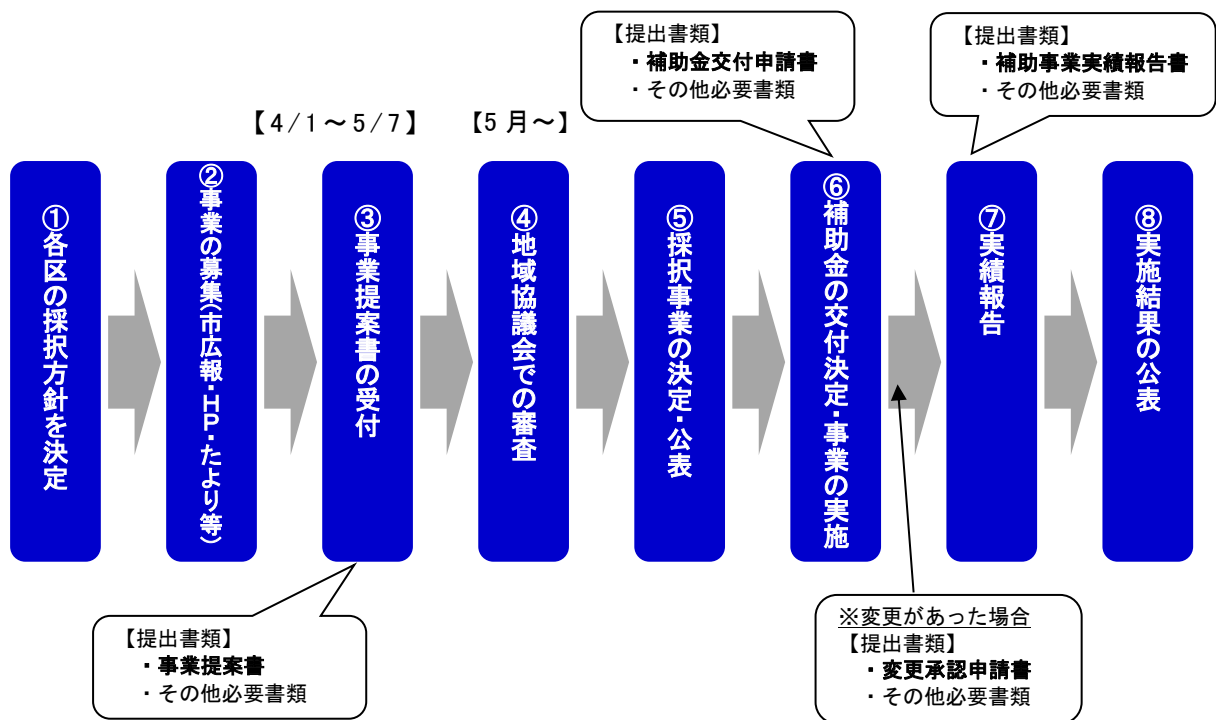 【提出書類】
・補助金交付申請書
・その他必要書類
【提出書類】
・補助事業実績報告書
・その他必要書類
【4/1～5/7】
【5月～】
①各区の採択方針を決定
②事業の募集（市広報・HP・たより等）
③事業提案書の受付
④地域協議会での審査
⑤採択事業の決定・公表
⑥補助金の交付決定・事業の実施
⑦実績報告
⑧実施結果の公表
【提出書類】
・事業提案書
・その他必要書類
※変更があった場合
【提出書類】
・変更承認申請書
・その他必要書類